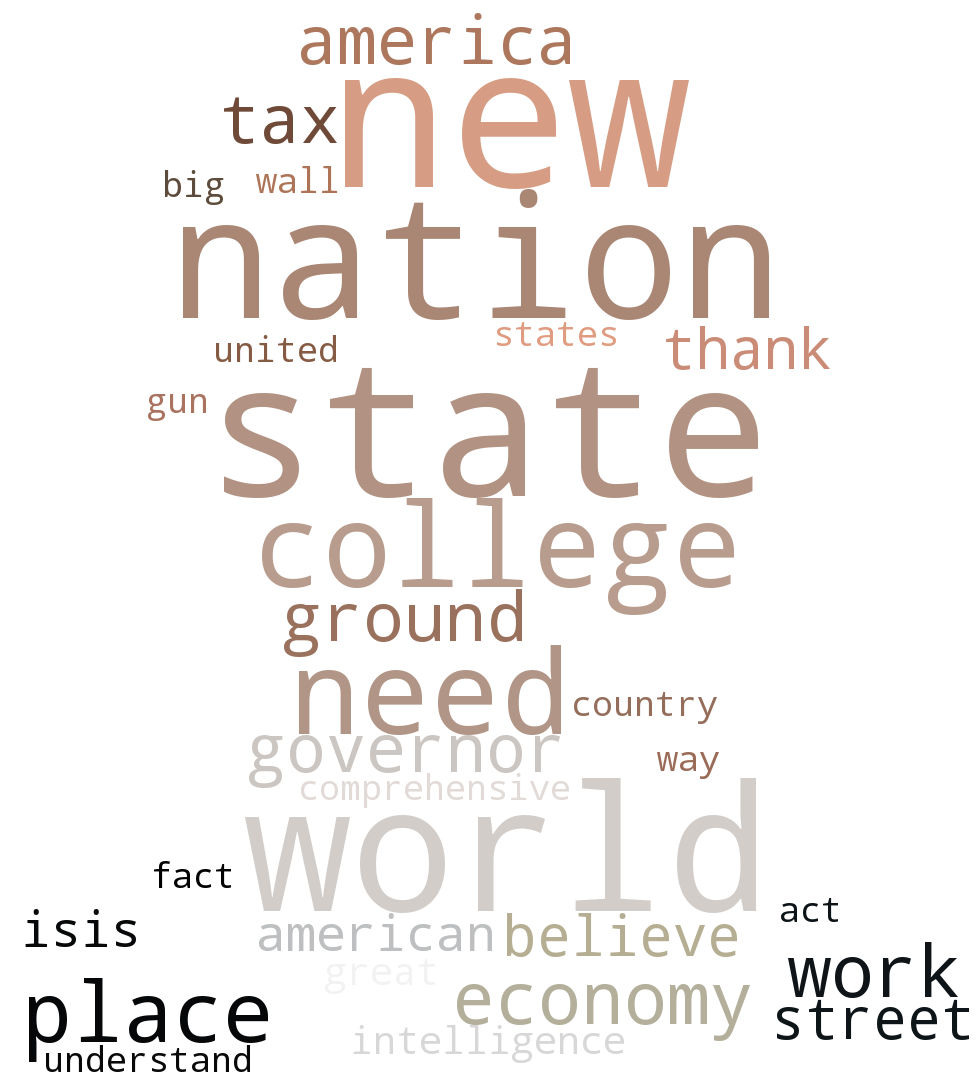 america
new
tax
big wall
nation
united states thank
gun
state
college
ground
need
country
governor
way
comprehensive
world
fact
act
isis american believe
work
great
place economy street
intelligence
understand